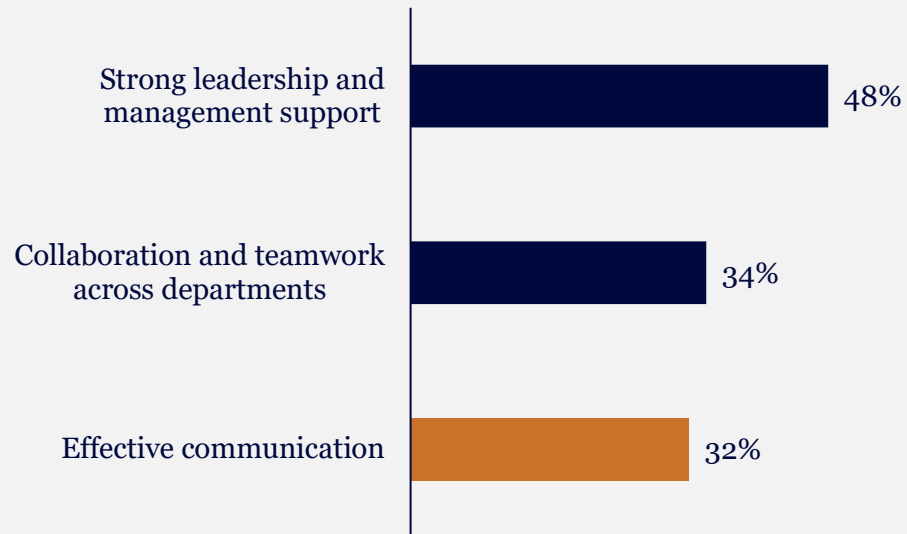 Strong leadership and
management support
48%
Collaboration and teamwork
across departments
34%
Effective communication
32%